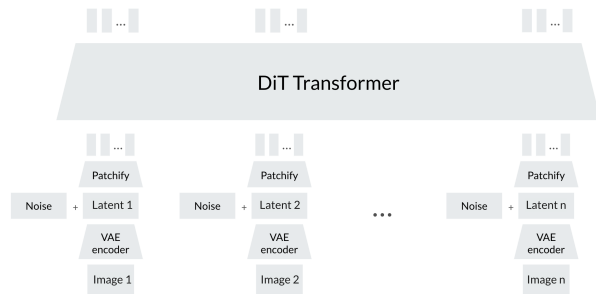 ... ... ...
DiT Transformer
... ... ...
Patchify Patchify Patchify
Noise + Latent 1 Noise + Latent 2 ... Noise + Latent n
VAE encoder VAE encoder VAE encoder
Image 1 Image 2 Image n